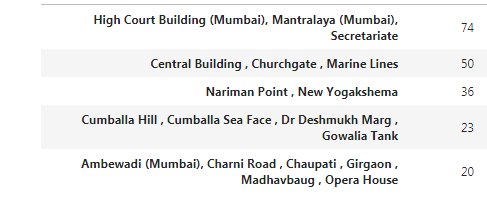 High Court Building (Mumbai), Mantralaya (Mumbai),
Secretariate 74
Central Building , Churchgate , Marine Lines 50
Nariman Point , New Yogakshema 36
Cumballa Hill , Cumballa Sea Face , Dr Deshmukh Marg ,
Gowalia Tank 23
Ambewadi (Mumbai), Charni Road , Chaupati , Girgaon ,
Madhavbaug , Opera House 20